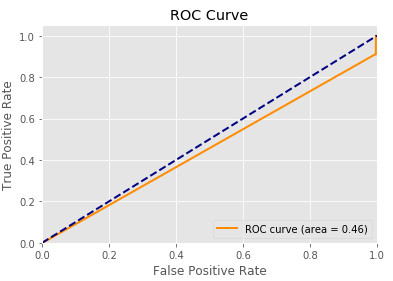 ROC Curve
1.0
0.8
0.6
0.4
0.2
0.0
True Positive Rate
ROC curve (area = 0.46)
0.0 0.2 0.4 0.6 0.8 1.0
False Positive Rate